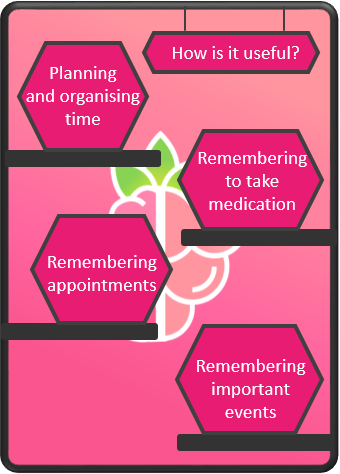 How is it useful?
Planning
and organising
time
Remembering
to take
medication
Remembering
appointments
Remembering
important
events